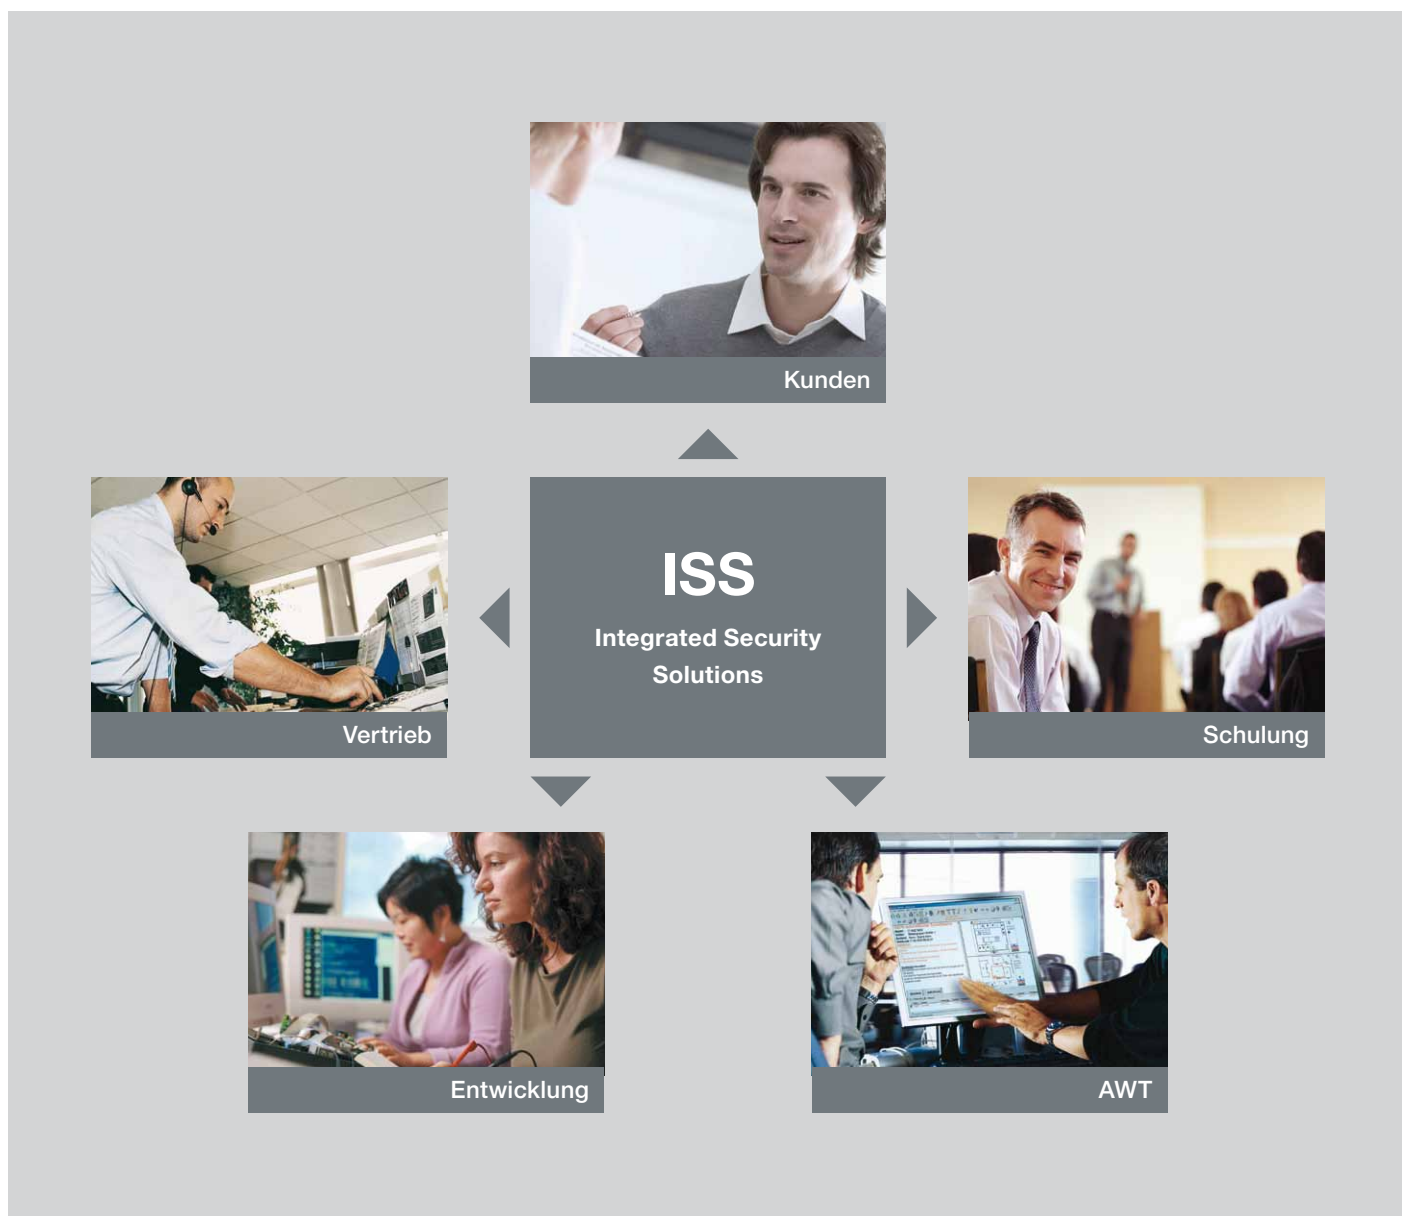 Kunden
ISS
Integrated Security
Solutions
Vertrieb
Schulung
Entwicklung
AWT